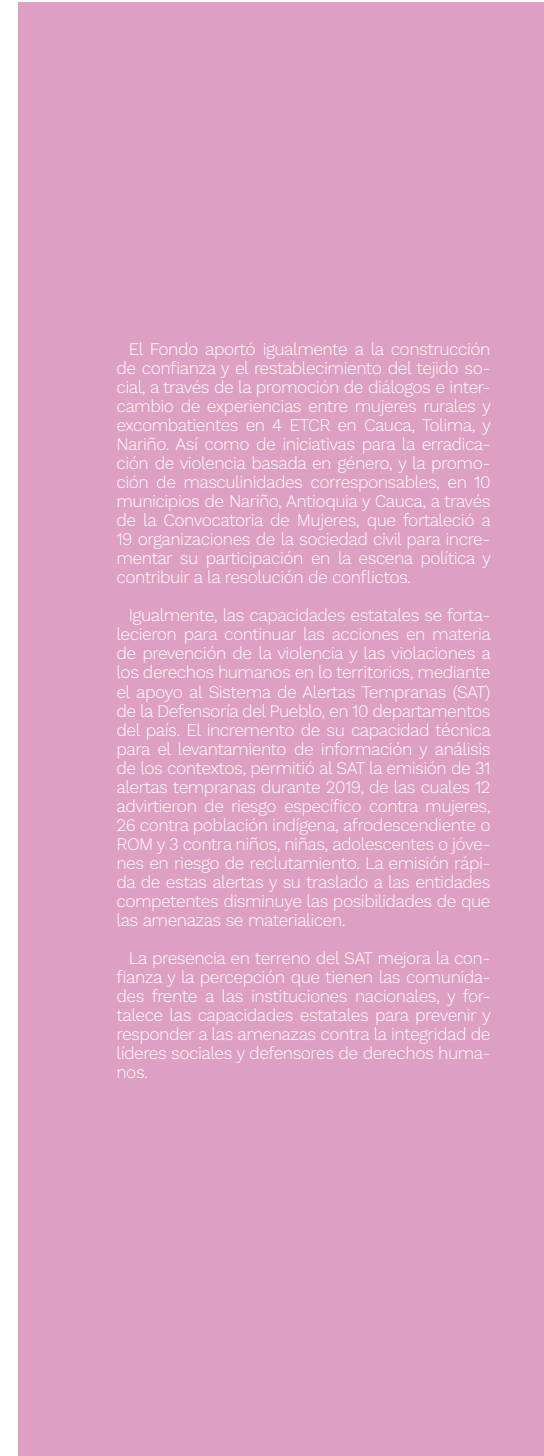 El Fondo aportó igualmente a la construcción
de confianza y el restablecimiento del tejido so-
cial, a través de la promoción de diálogos e inter-
cambio de experiencias entre mujeres rurales y
excombatientes en 4 ETCR en Cauca, Tolima, y
Nariño. Así como de iniciativas para la erradica-
ción de violencia basada en género, y la promo-
ción de masculinidades corresponsables, en 10
municipios de Nariño, Antioquia y Cauca, a través
de la Convocatoria de Mujeres, que fortaleció a
19 organizaciones de la sociedad civil para incre-
mentar su participación en la escena política y
contribuir a la resolución de conflictos.
Igualmente, las capacidades estatales se forta-
lecieron para continuar las acciones en materia
de prevención de la violencia y las violaciones a
los derechos humanos en lo territorios, mediante
el apoyo al Sistema de Alertas Tempranas (SAT)
de la Defensoría del Pueblo, en 10 departamentos
del país. El incremento de su capacidad técnica
para el levantamiento de información y análisis
de los contextos, permitió al SAT la emisión de 31
alertas tempranas durante 2019, de las cuales 12
advirtieron de riesgo específico contra mujeres,
26 contra población indígena, afrodescendiente o
ROM y 3 contra niños, niñas, adolescentes o jóve-
nes en riesgo de reclutamiento. La emisión rápi-
da de estas alertas y su traslado a las entidades
competentes disminuye las posibilidades de que
las amenazas se materialicen.
La presencia en terreno del SAT mejora la con-
fianza y la percepción que tienen las comunida-
des frente a las instituciones nacionales, y for-
talece las capacidades estatales para prevenir y
responder a las amenazas contra la integridad de
líderes sociales y defensores de derechos huma-
nos.